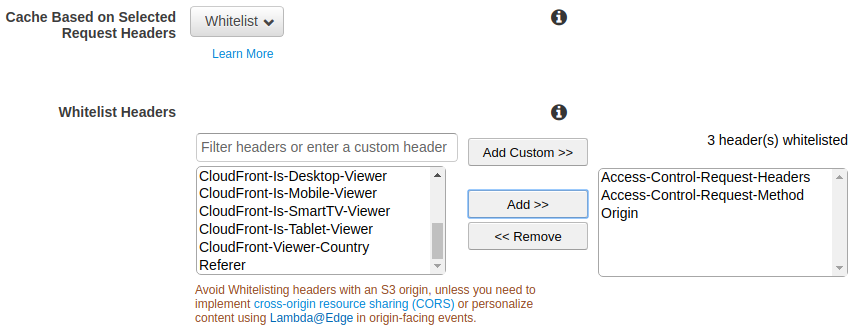 Cache Based on Selected
Request Headers
Whitelist
Learn More
Whitelist Headers
Filter headers or enter a custom header
Add Custom >>
3 header(s) whitelisted
CloudFront-Is-Desktop-Viewer
CloudFront-Is-Mobile-Viewer
CloudFront-Is-SmartTV-Viewer
CloudFront-Is-Tablet-Viewer
CloudFront-Viewer-Country
Referer
Add >>
<< Remove
Access-Control-Request-Headers
Access-Control-Request-Method
Origin
Avoid Whitelisting headers with an S3 origin, unless you need to
implement cross-origin resource sharing (CORS) or personalize
content using Lambda@Edge in origin-facing events.